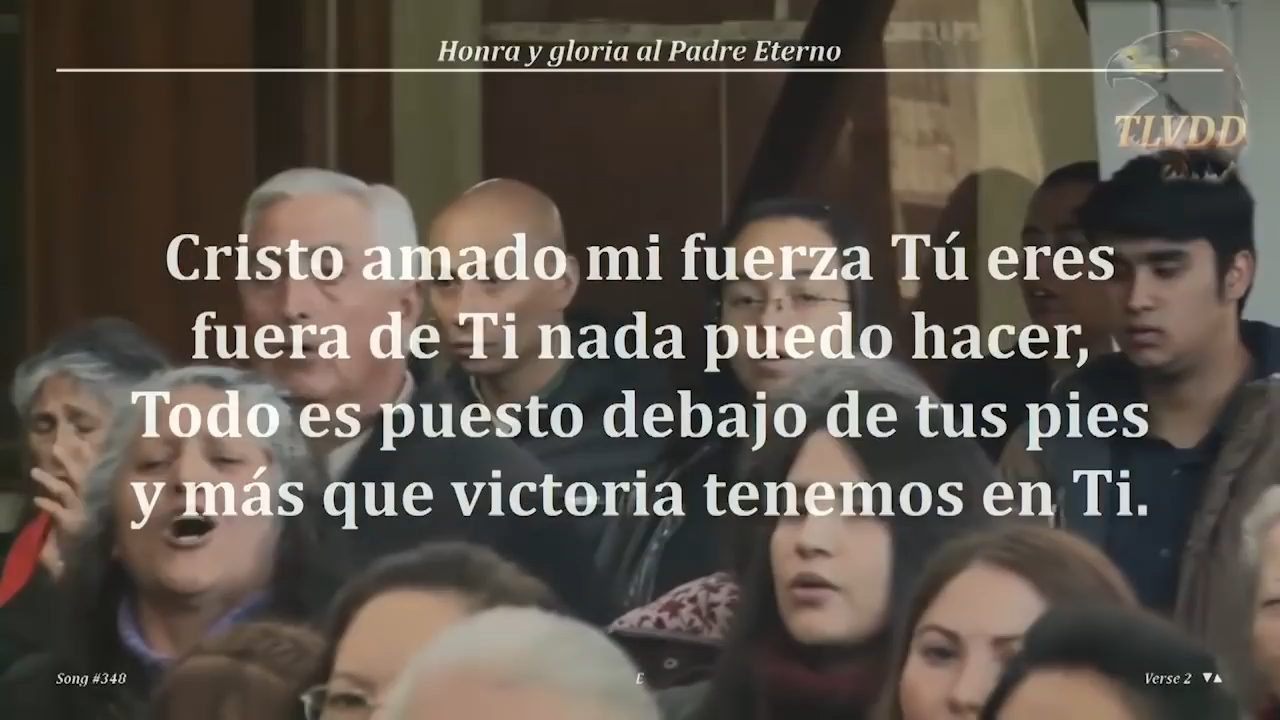 Honra y gloria al Padre Eterno
TLVDD
Cristo amado mi fuerza Tú eres
fuera de Ti nada puedo hacer,
Todo es puesto debajo de tus pies
y más que victoria tenemos en Ti.
Song #348
E
Verse 2 ▼▲